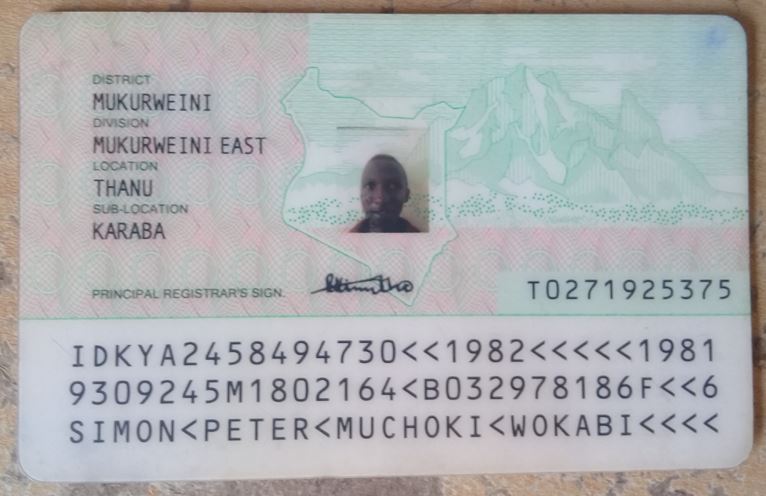 DISTRICT
MUKURWEINI
DIVISION
MUKURWEINI EAST
LOCATION
THANU
SUB-LOCATION
KARABA
PRINCIPAL REGISTRAR'S SIGN.
T0271925375
IDKYA2458494730<<1982<<<<<1981
9309245M1802164<B032978186F<<6
SIMON<PETER<MUCHOKI<WOKABI<<<<